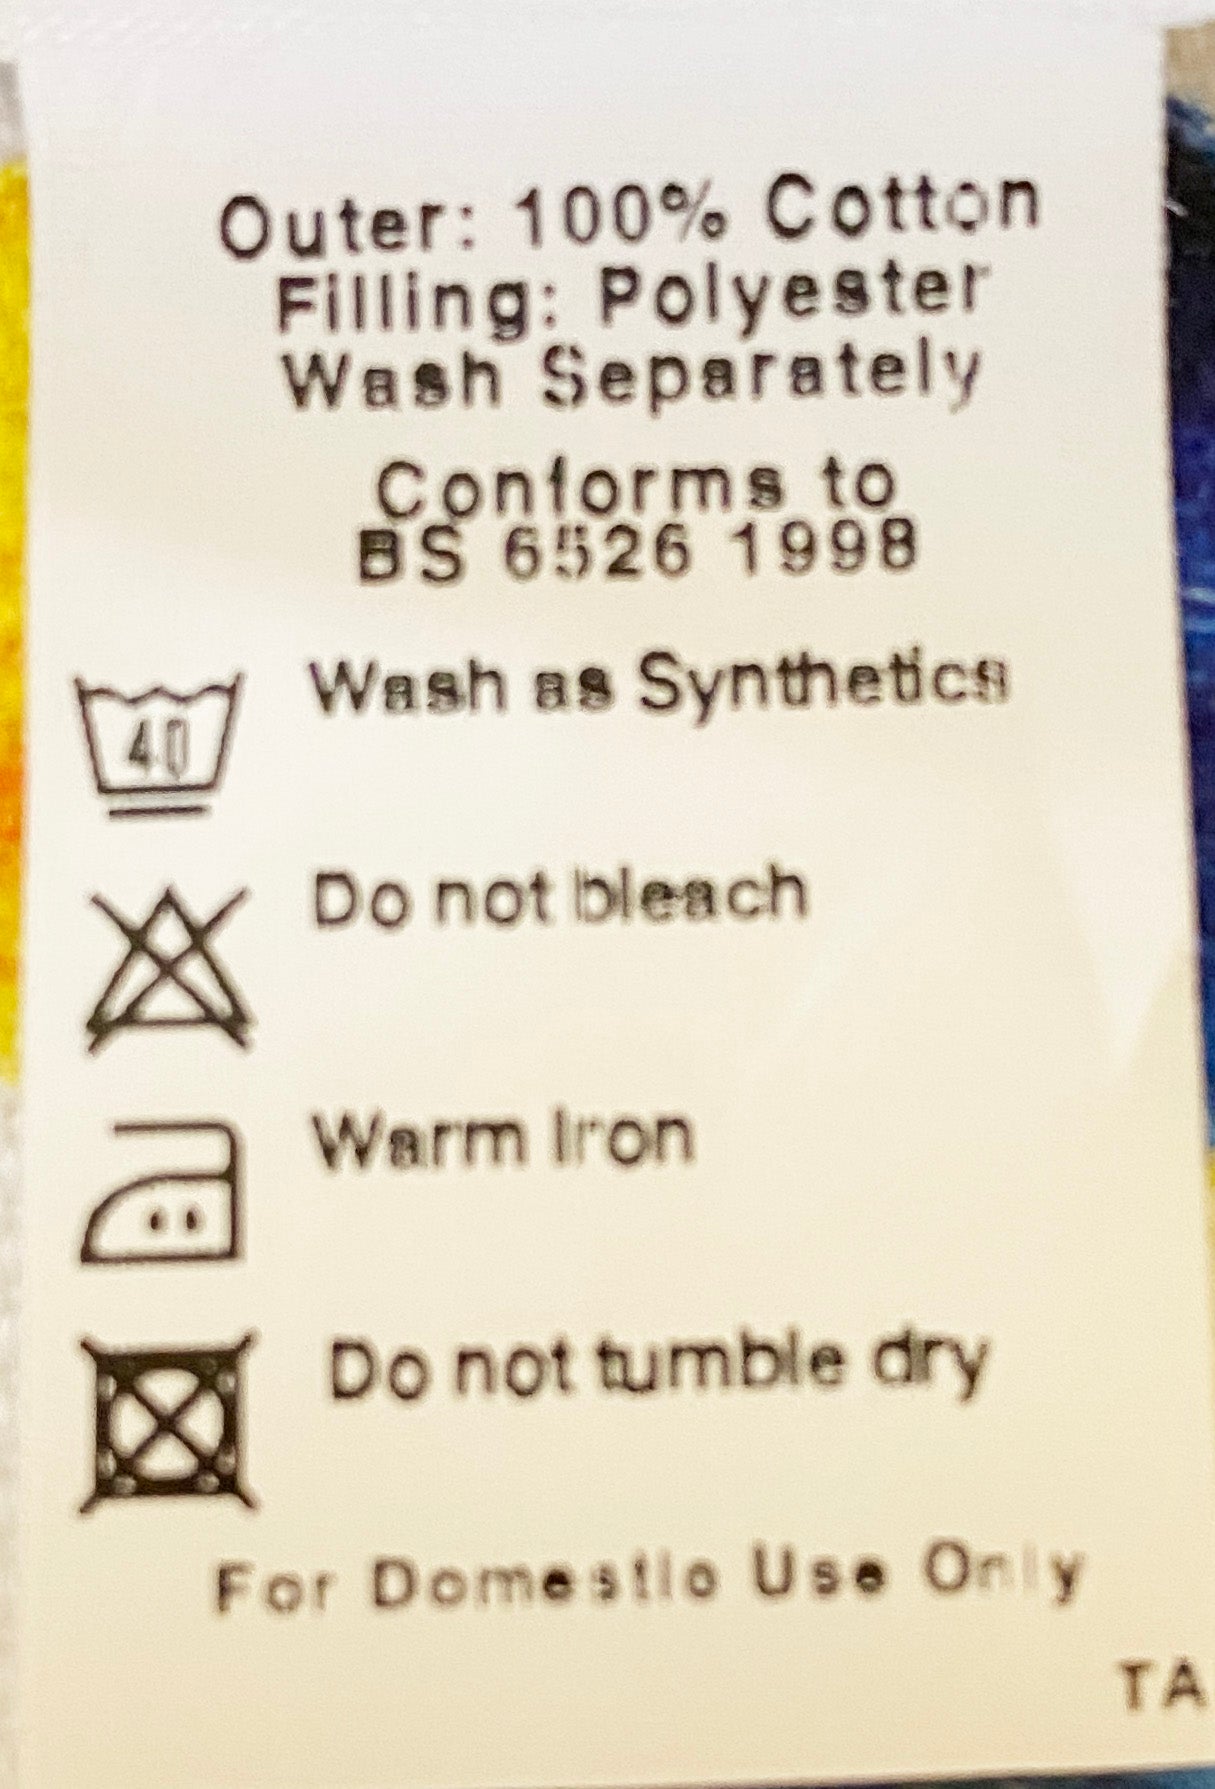 Outer: 100% Cotton
Filling: Polyester
Wash Separately
Conforms to
BS 6526 1998
40
Wash as Synthetics
Do not bleach
Warm Iron
Do not tumble dry
For Domestic Use Only
TA